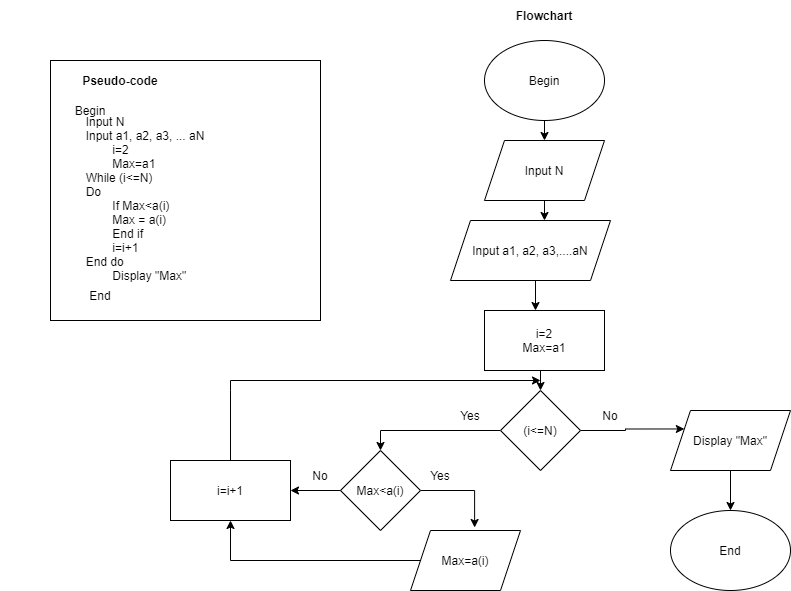 Flowchart
Pseudo-code
Begin
Input N
Input a1, a2, a3, ... aN
i=2
Max=a1
While (i<=N)
Do
If Max<a(i)
Max = a(i)
End if
i=i+1
End do
Display "Max"
End
Begin
Input N
Input a1, a2, a3,....aN
i=2
Max=a1
(i<=N)
Yes
No
Display "Max"
End
Max<a(i)
No
Yes
i=i+1
Max=a(i)